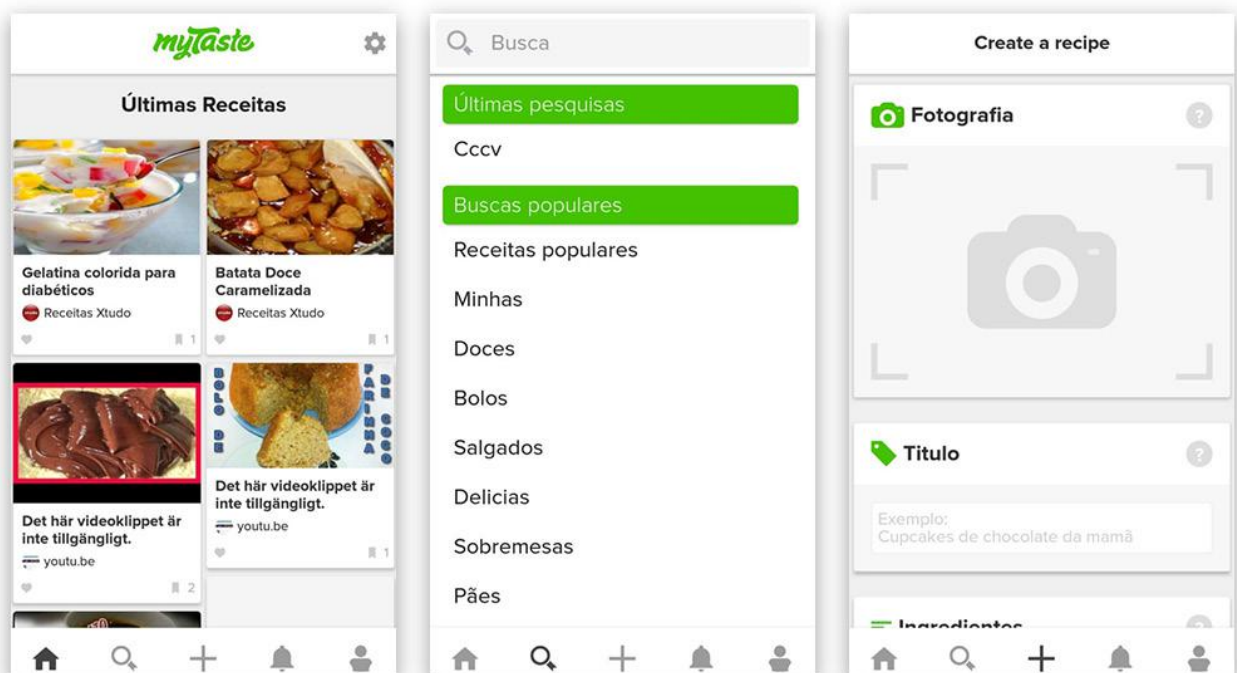 myTaste
Últimas Receitas
Gelatina colorida para
diabéticos
Receitas Xtudo
1
Batata Doce
Caramelizada
Receitas Xtudo
1
Det här videoklippet är
inte tillgängligt.
youtu.be
2
BOLO DE
FARINHA
DE COCO
Det här videoklippet är
inte tillgängligt.
youtu.be
1
Busca
Últimas pesquisas
Cccv
Buscas populares
Receitas populares
Minhas
Doces
Bolos
Salgados
Delicias
Sobremesas
Pães
Create a recipe
Fotografia
?
Titulo
?
Exemplo:
Cupcakes de chocolate da mamã
Ingredientes
?